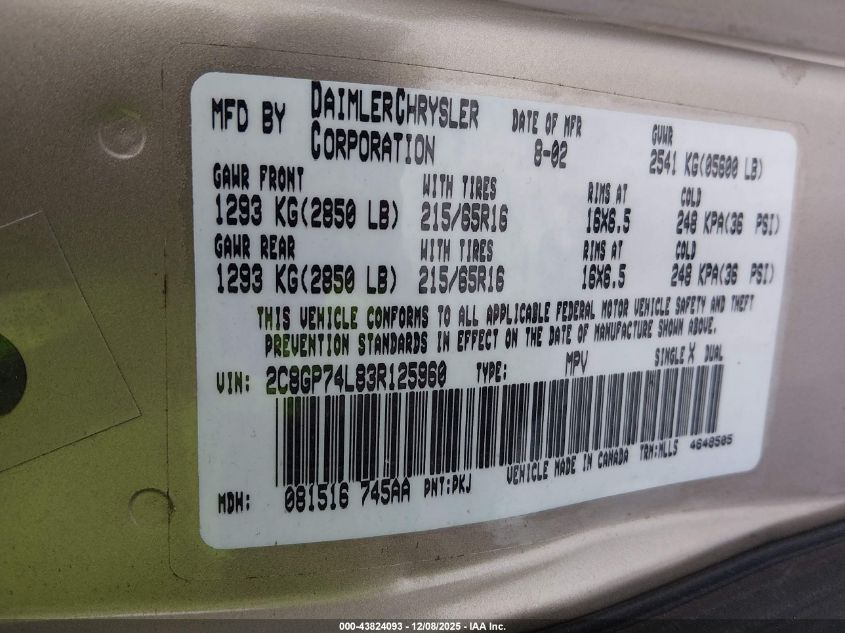 MFD BY DAIMLERCHRYSLER CORPORATION DATE OF MFR 8-02 GVWR 2541 KG(05600 LB)
GAWR FRONT WITH TIRES RIMS AT COLD
1293 KG(2850 LB) 215/65R16 16X6.5 248 KPA(36 PSI)
GAWR REAR WITH TIRES RIMS AT COLD
1293 KG(2850 LB) 215/65R16 16X6.5 248 KPA(36 PSI)
THIS VEHICLE CONFORMS TO ALL APPLICABLE FEDERAL MOTOR VEHICLE SAFETY AND THEFT
PREVENTION STANDARDS IN EFFECT ON THE DATE OF MANUFACTURE SHOWN ABOVE.
VIN: 2C8GP74L83R125960 TYPE: MPV SINGLE X DUAL
VEHICLE MADE IN CANADA TRM:MLL5 4648505
MDH: 081516 745AA PNT:PKJ
000-43824093 - 12/08/2025 - IAA Inc.